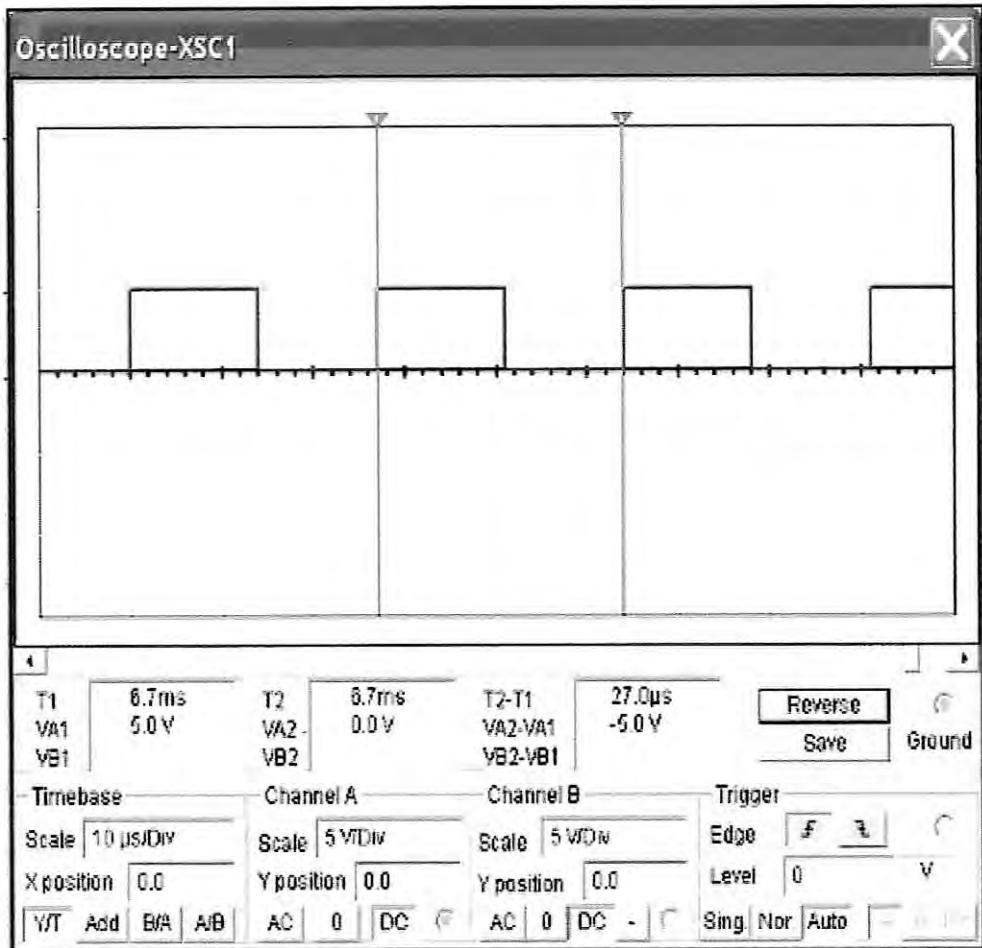 Oscilloscope-XSC1
T1 6.7ms T2 6.7ms T2-T1 27.0µs Reverse
VA1 5.0 V VA2 - 0.0 V VA2-VA1 -5.0 V Save Ground
VB1 VB2 VB2-VB1
Timebase Channel A Channel B Trigger
Scale 10 µs/Div Scale 5 V/Div Scale 5 V/Div Edge
X position 0.0 Y position 0.0 Y position 0.0 Level 0 V
Y/T Add B/A A/B AC 0 DC AC 0 DC - Sing. Nor Auto